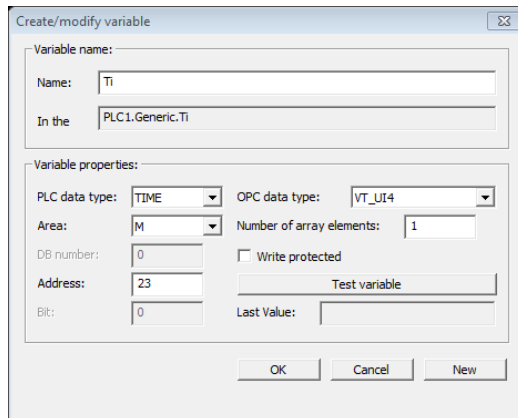 Create/modify variable
Variable name:
Name: Ti
In the PLC1.Generic.Ti
Variable properties:
PLC data type: TIME OPC data type: VT_UI4
Area: M Number of array elements: 1
DB number: 0 Write protected
Address: 23 Test variable
Bit: 0 Last Value:
OK Cancel New